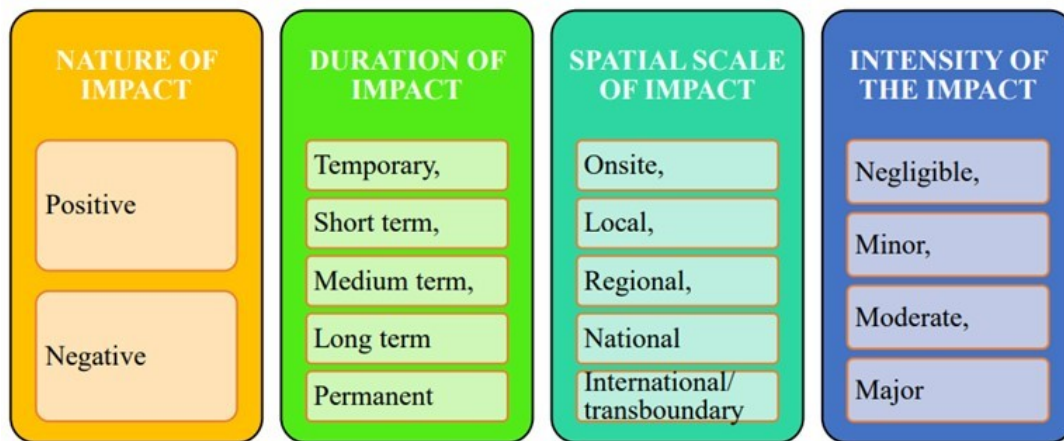 NATURE OF
IMPACT
Positive
Negative
DURATION OF
IMPACT
Temporary,
Short term,
Medium term,
Long term
Permanent
SPATIAL SCALE
OF IMPACT
Onsite,
Local,
Regional,
National
International/
transboundary
INTENSITY OF
THE IMPACT
Negligible,
Minor,
Moderate,
Major